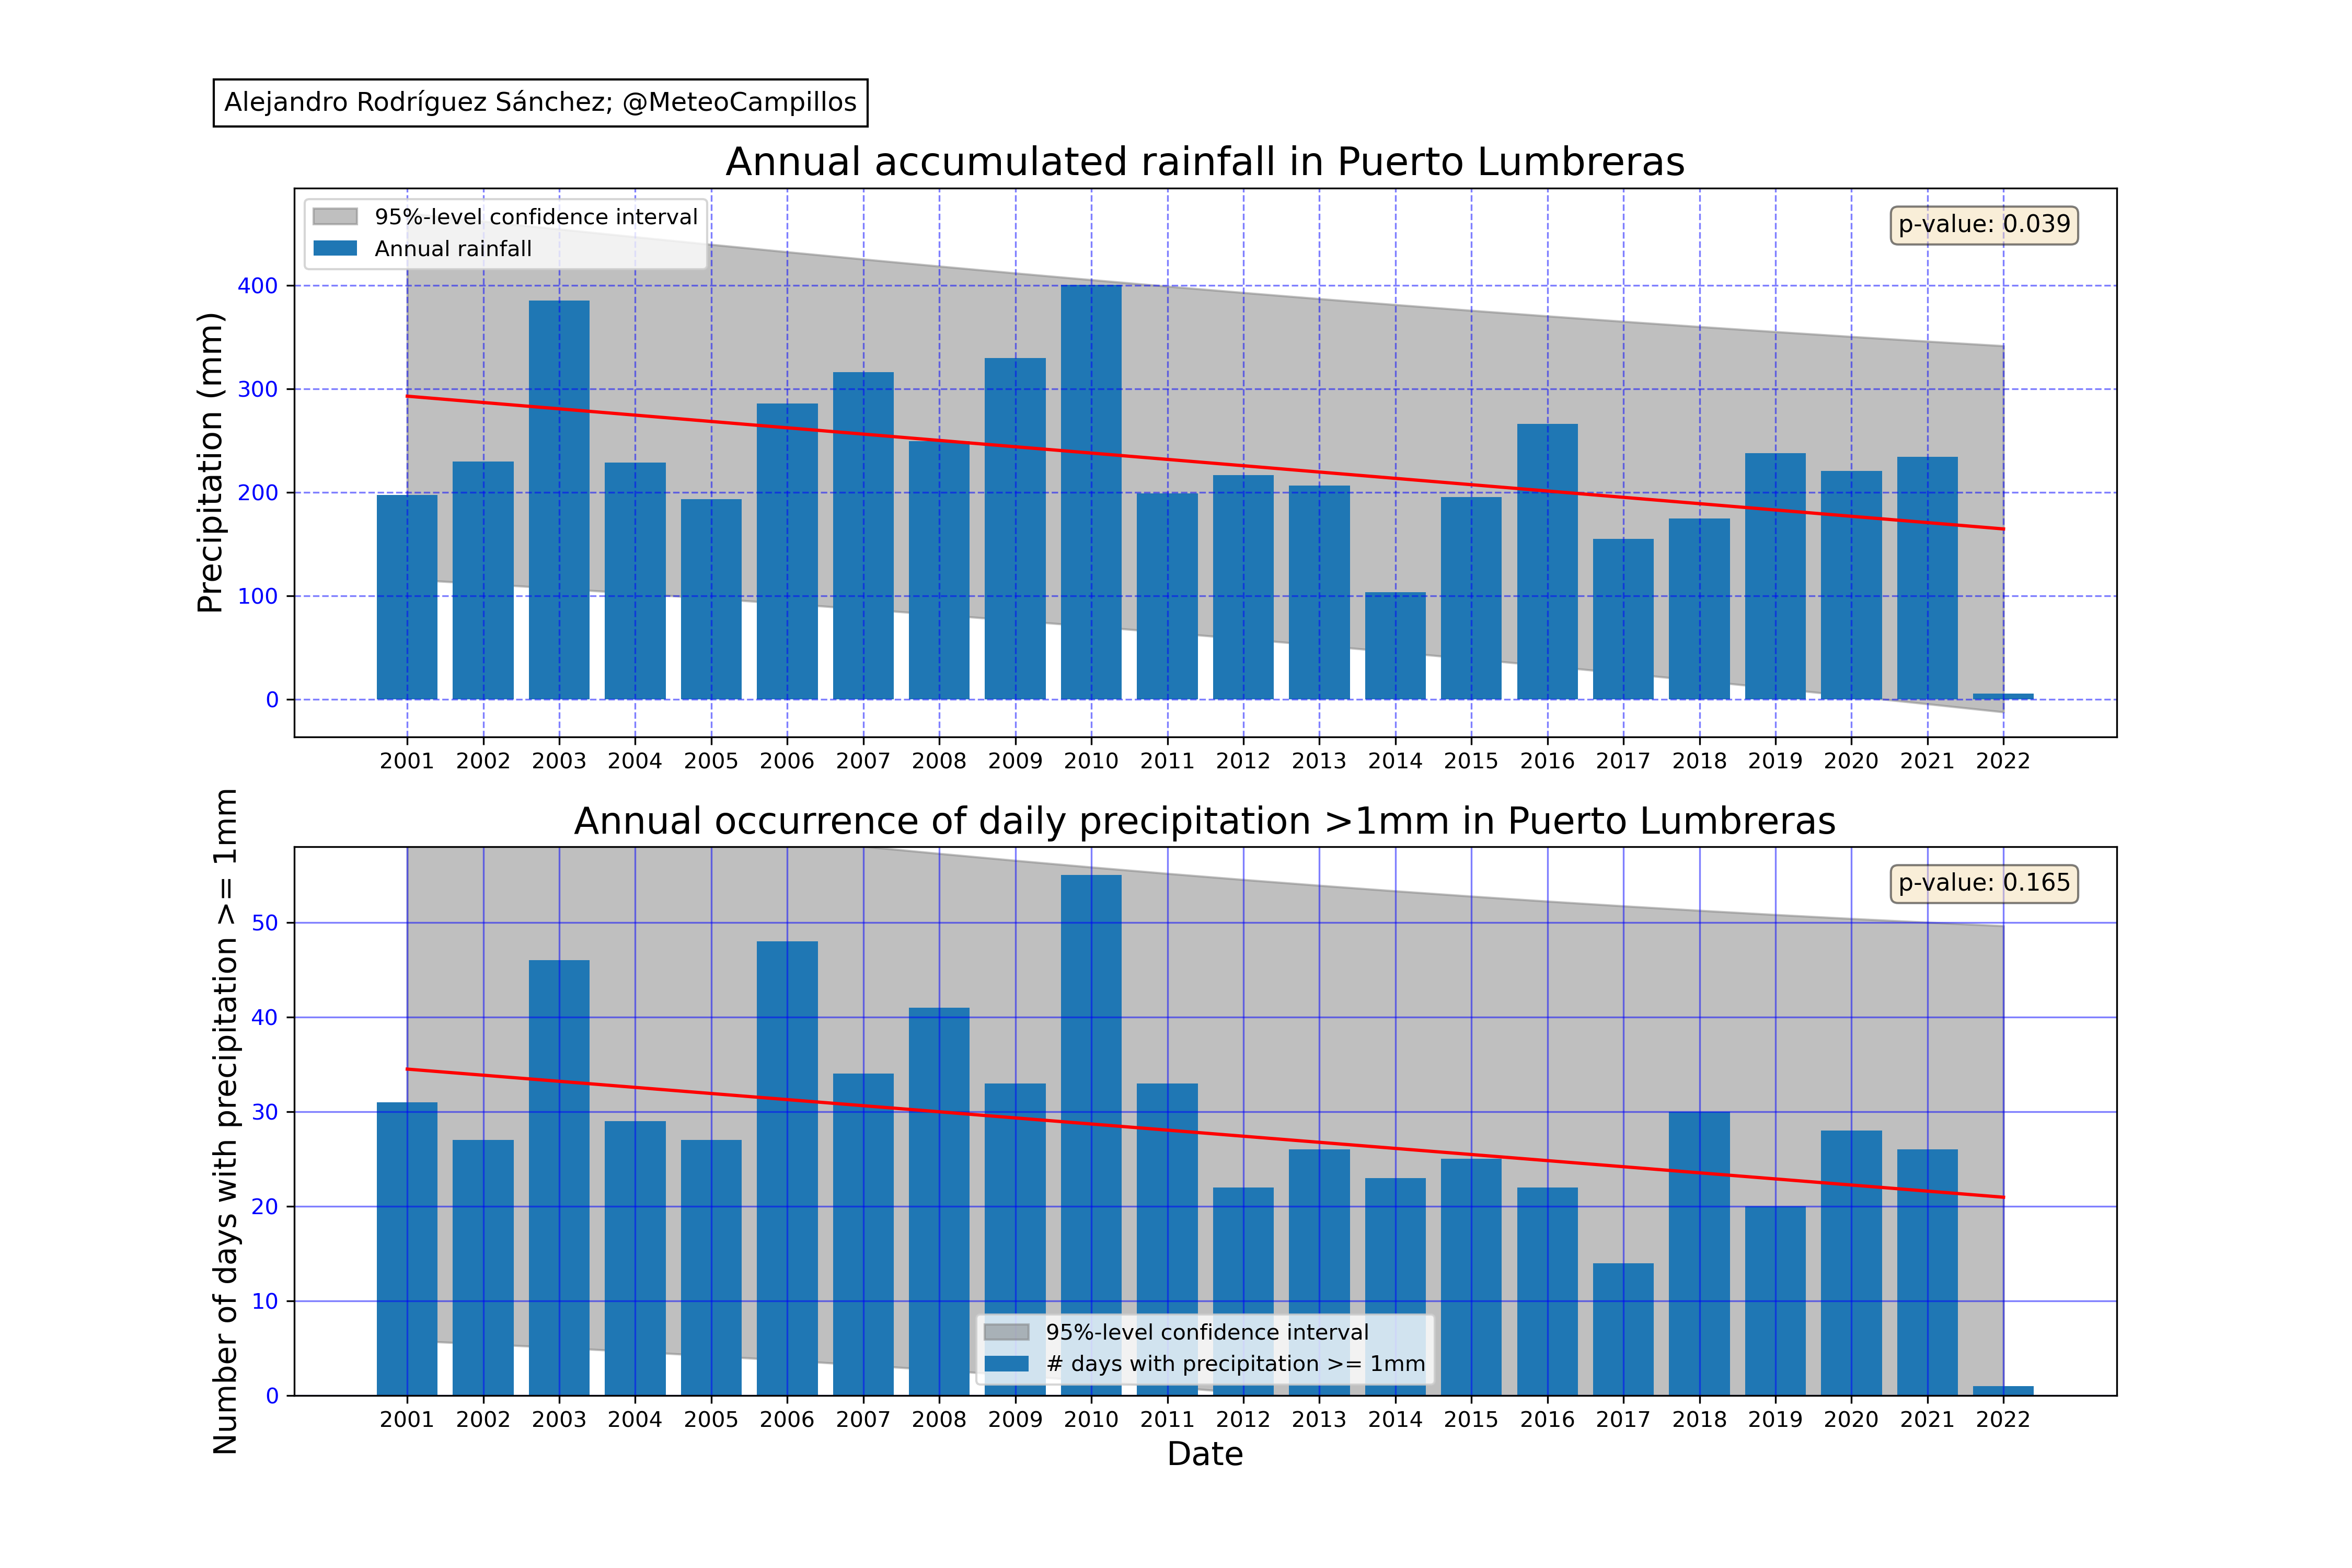 Alejandro Rodríguez Sánchez; @MeteoCampillos
Annual accumulated rainfall in Puerto Lumbreras
95%-level confidence interval
Annual rainfall
p-value: 0.039
Precipitation (mm)
400
300
200
100
0
2001 2002 2003 2004 2005 2006 2007 2008 2009 2010 2011 2012 2013 2014 2015 2016 2017 2018 2019 2020 2021 2022
Annual occurrence of daily precipitation >1mm in Puerto Lumbreras
p-value: 0.165
Number of days with precipitation >= 1mm
50
40
30
20
10
0
95%-level confidence interval
# days with precipitation >= 1mm
2001 2002 2003 2004 2005 2006 2007 2008 2009 2010 2011 2012 2013 2014 2015 2016 2017 2018 2019 2020 2021 2022
Date